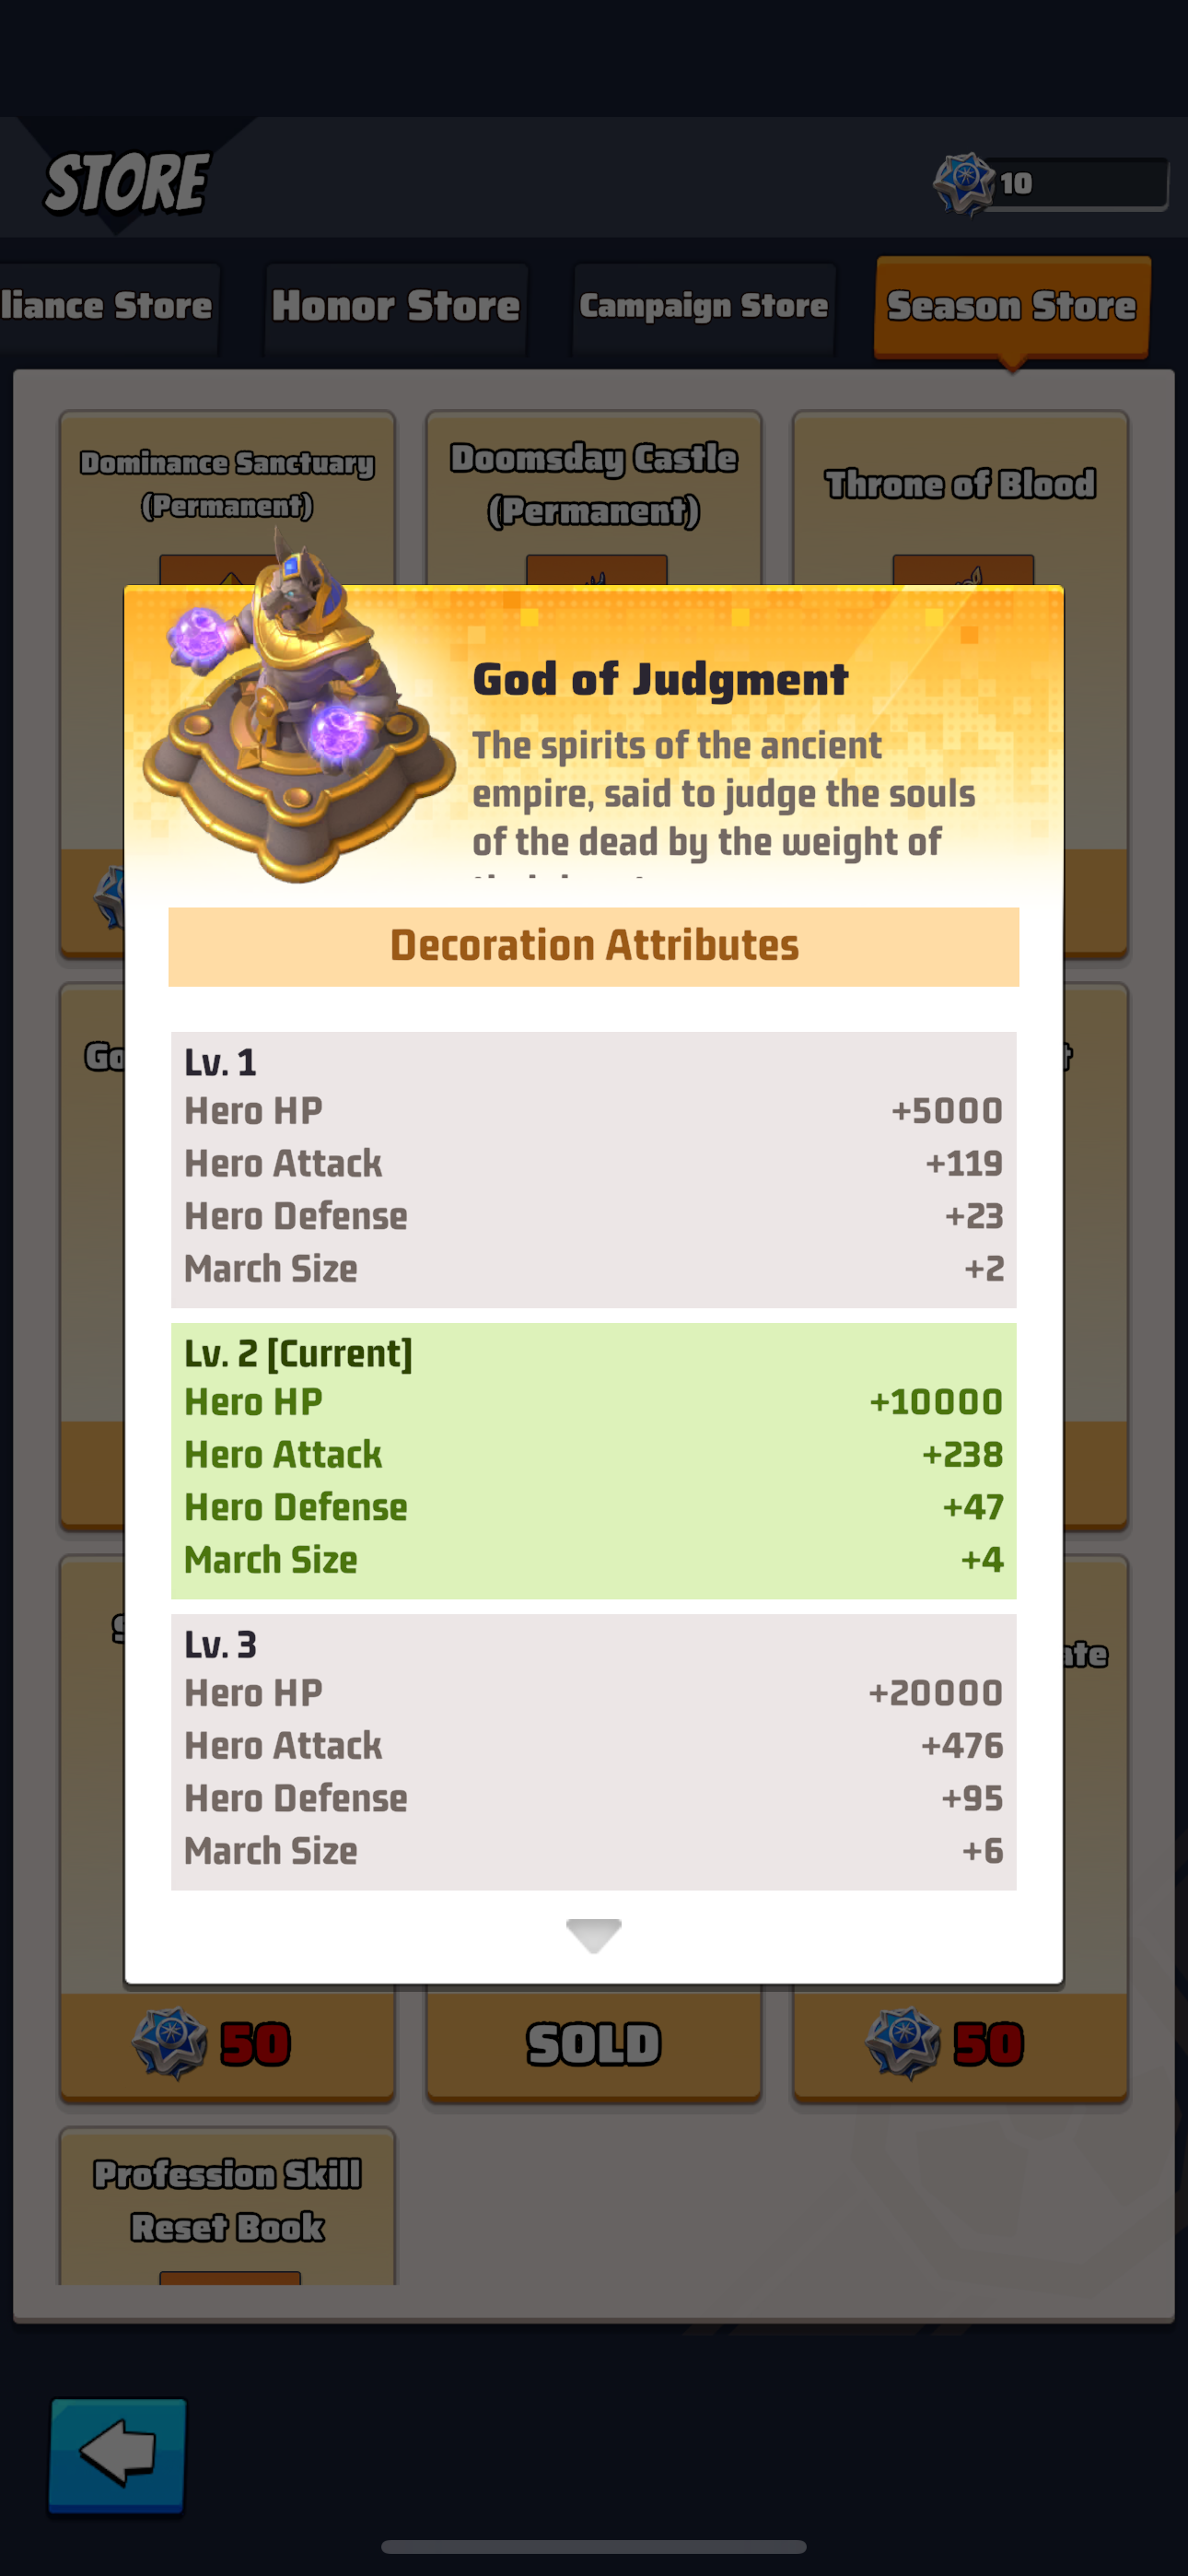 STORE
10
liance Store
Honor Store
Campaign Store
Season Store
Dominance Sanctuary
(Permanent)
Doomsday Castle
(Permanent)
Throne of Blood
God of Judgment
The spirits of the ancient
empire, said to judge the souls
of the dead by the weight of
Decoration Attributes
Lv. 1
Hero HP +5000
Hero Attack +119
Hero Defense +23
March Size +2
Lv. 2 [Current]
Hero HP +10000
Hero Attack +238
Hero Defense +47
March Size +4
Lv. 3
Hero HP +20000
Hero Attack +476
Hero Defense +95
March Size +6
50
SOLD
50
Profession Skill
Reset Book